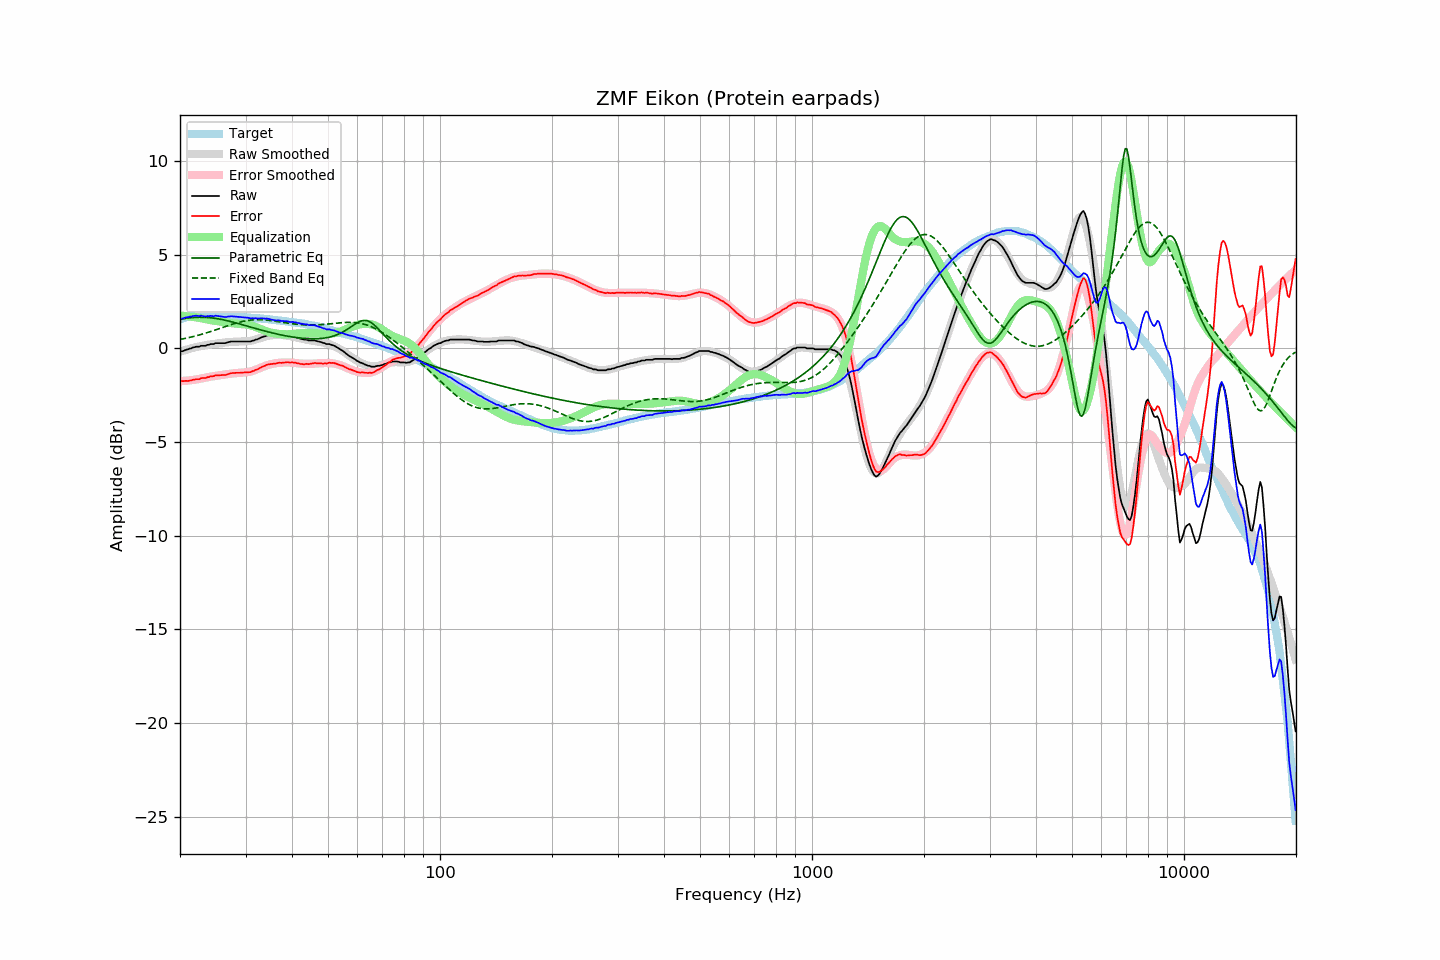 ZMF Eikon (Protein earpads)
Target
Raw Smoothed
Error Smoothed
Raw
Error
Equalization
Parametric Eq
Fixed Band Eq
Equalized
10
5
0
−5
−10
−15
−20
−25
Amplitude (dBr)
100
1000
10000
Frequency (Hz)